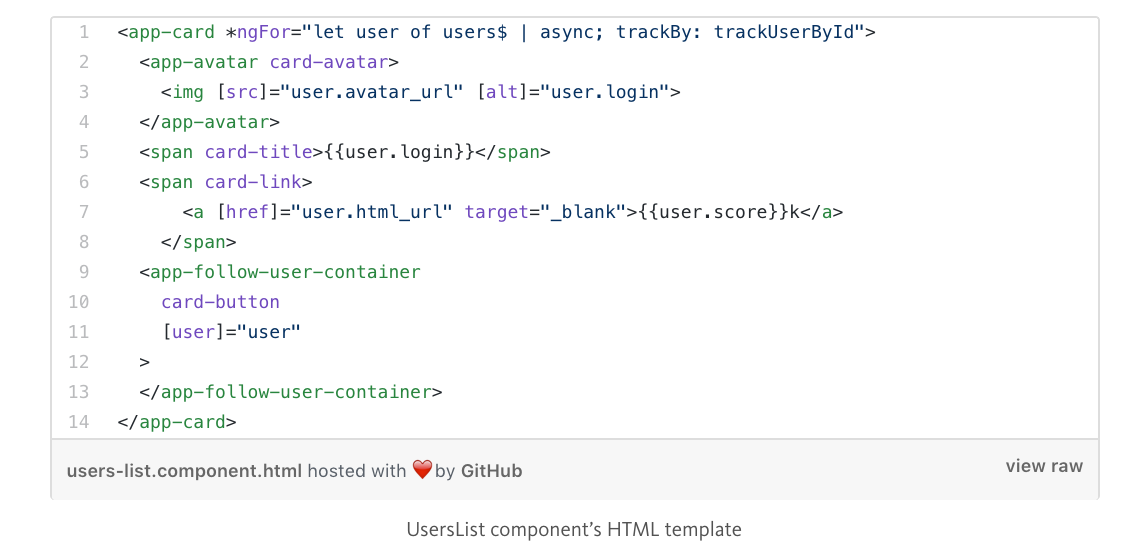 1 <app-card *ngFor="let user of users$ | async; trackBy: trackUserById">
2   <app-avatar card-avatar>
3     <img [src]="user.avatar_url" [alt]="user.login">
4   </app-avatar>
5   <span card-title>{{user.login}}</span>
6   <span card-link>
7       <a [href]="user.html_url" target="_blank">{{user.score}}k</a>
8     </span>
9   <app-follow-user-container
10     card-button
11     [user]="user"
12   >
13   </app-follow-user-container>
14 </app-card>
users-list.component.html hosted with ❤ by GitHub view raw
UsersList component’s HTML template